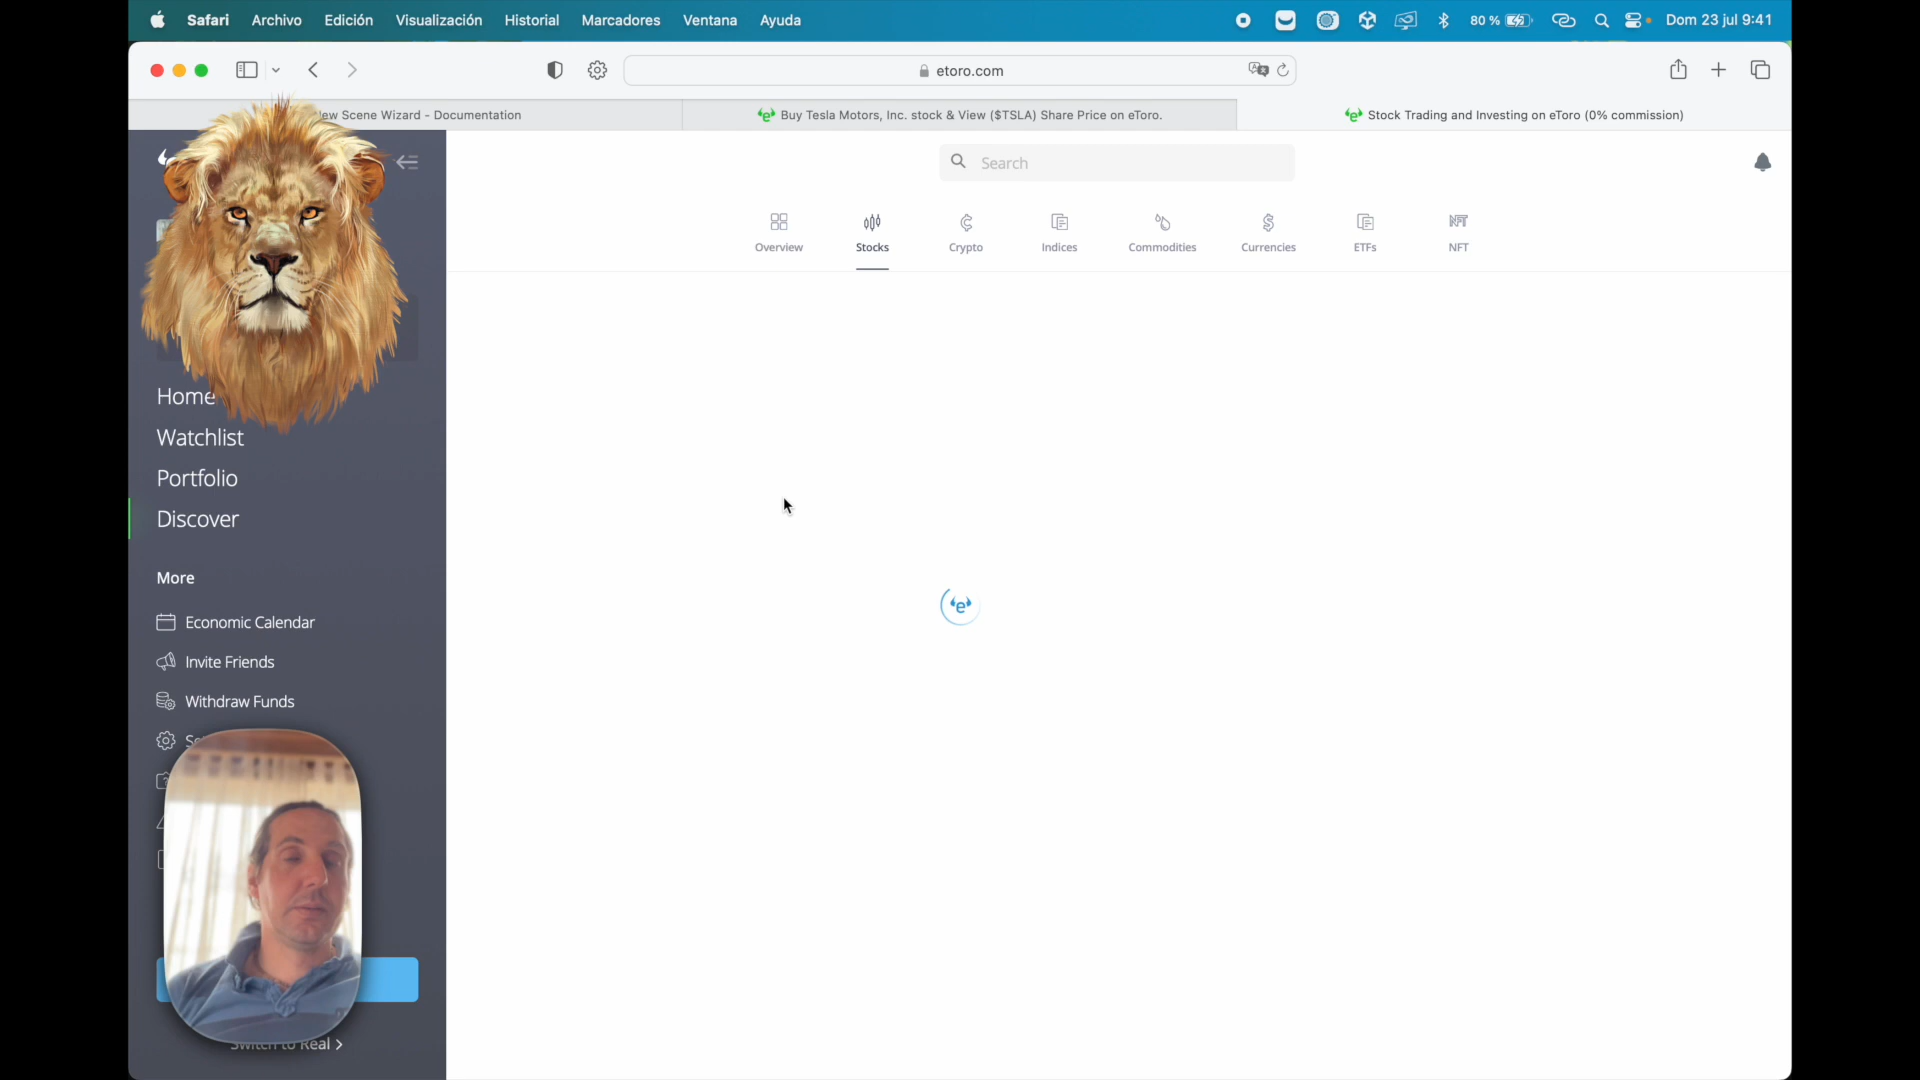 Safari Archivo Edición Visualización Historial Marcadores Ventana Ayuda 80 % Dom 23 jul 9:41
etoro.com
ew Scene Wizard - Documentation
Buy Tesla Motors, Inc. stock & View ($TSLA) Share Price on eToro.
Stock Trading and Investing on eToro (0% commission)
Search
Overview Stocks Crypto Indices Commodities Currencies ETFs NFT
Home
Watchlist
Portfolio
Discover
More
Economic Calendar
Invite Friends
Withdraw Funds
Switch to Real >